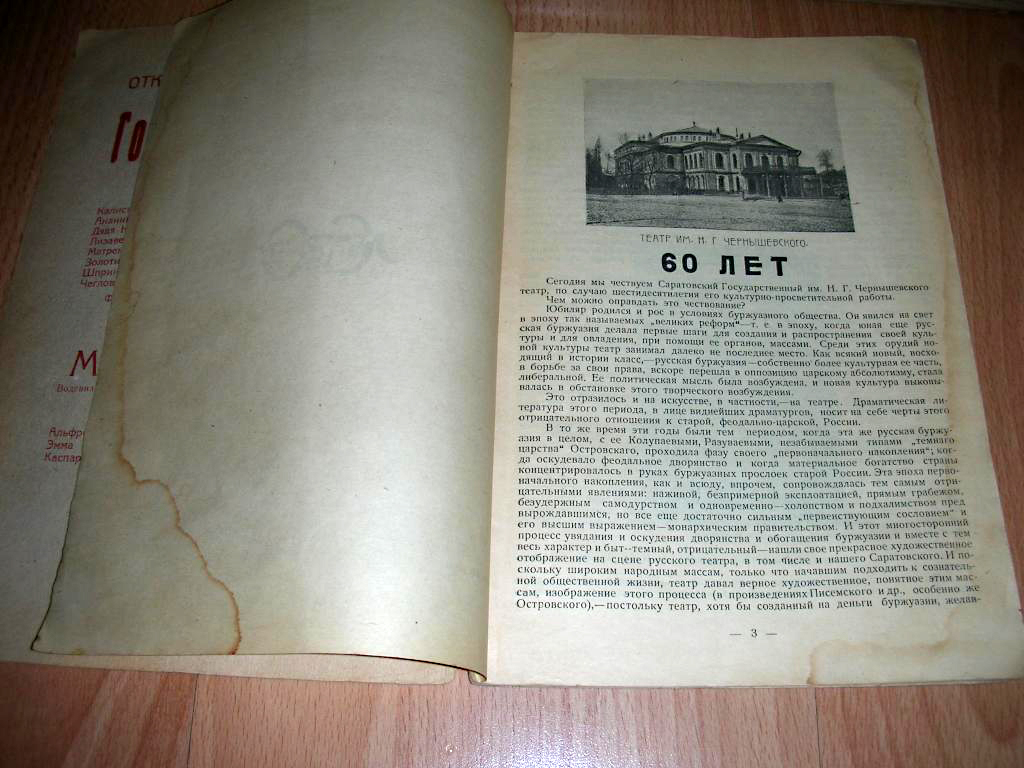 ОТК
Го
Калис
Анани
Дядя
Лизаве
Матрен
Золоти
Шприн
Чеглов
М
Водевил
Альфре
Эмма
Каспар
ТЕАТР ИМ. Н. Г. ЧЕРНЫШЕВСКОГО.
60 ЛЕТ
Сегодня мы чествуем Саратовский Государственный им. Н. Г. Чернышевского
театр, по случаю шестидесятилетия его культурно-просветительной работы.
Чем можно оправдать это чествование?
Юбиляр родился и рос в условиях буржуазного общества. Он явился на свет
в эпоху так называемых „великих реформ“—т. е. в эпоху, когда юная еще рус-
ская буржуазия делала первые шаги для создания и распространения своей куль-
туры и для овладения, при помощи ее органов, массами. Среди этих орудий но-
вой культуры театр занимал далеко не последнее место. Как всякий новый, восхо-
дящий в истории класс,—русская буржуазия—собственно более культурная ее часть,
в борьбе за свои права, вскоре перешла в оппозицию царскому абсолютизму, стала
либеральной. Ее политическая мысль была возбуждена, и новая культура выковы-
валась в обстановке этого творческого возбуждения.
Это отразилось и на искусстве, в частности,—на театре. Драматическая ли-
тература этого периода, в лице виднейших драматургов, носит на себе черты этого
отрицательного отношения к старой, феодально-царской, России.
В то же время эти годы были тем периодом, когда эта же русская буржу-
азия в целом, с ее Колупаевыми, Разуваевыми, незабываемыми типами „темнаго
царства“ Островскаго, проходила фазу своего „первоначального накопления“; ког-
да оскудевало феодальное дворянство и когда материальное богатство страны
концентрировалось в руках буржуазных прослоек старой России. Эта эпоха перво-
начального накопления, как и всюду, впрочем, сопровождалась тем самым отри-
цательными явлениями: наживой, безпримерной эксплоатацией, прямым грабежом,
безудержным самодурством и одновременно—холопством и подхалимством пред
вырождавшимся, но все еще достаточно сильным „первенствующим сословием“ и
его высшим выражением—монархическим правительством. И этот многосторонний
процесс увядания и оскудения дворянства и обогащения буржуазии и вместе с тем
весь характер и быт--темный, отрицательный—нашли свое прекрасное художественное
отображение на сцене русского театра, в том числе и нашего Саратовского. И по-
скольку широким народным массам, только что начавшим подходить к сознатель-
ной общественной жизни, театр давал верное художественное, понятное этим мас-
сам, изображение этого процесса (в произведениях Писемского и др., особенно же
Островского),—постольку театр, хотя бы созданный на деньги буржуазии, желав-
— 3 —